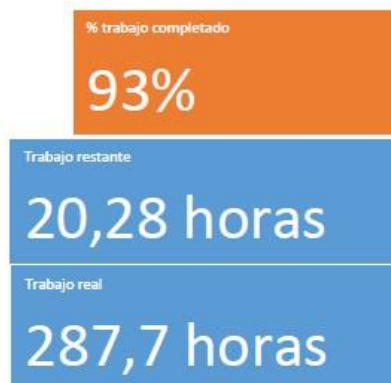 % trabajo completado
93%
Trabajo restante
20,28 horas
Trabajo real
287,7 horas